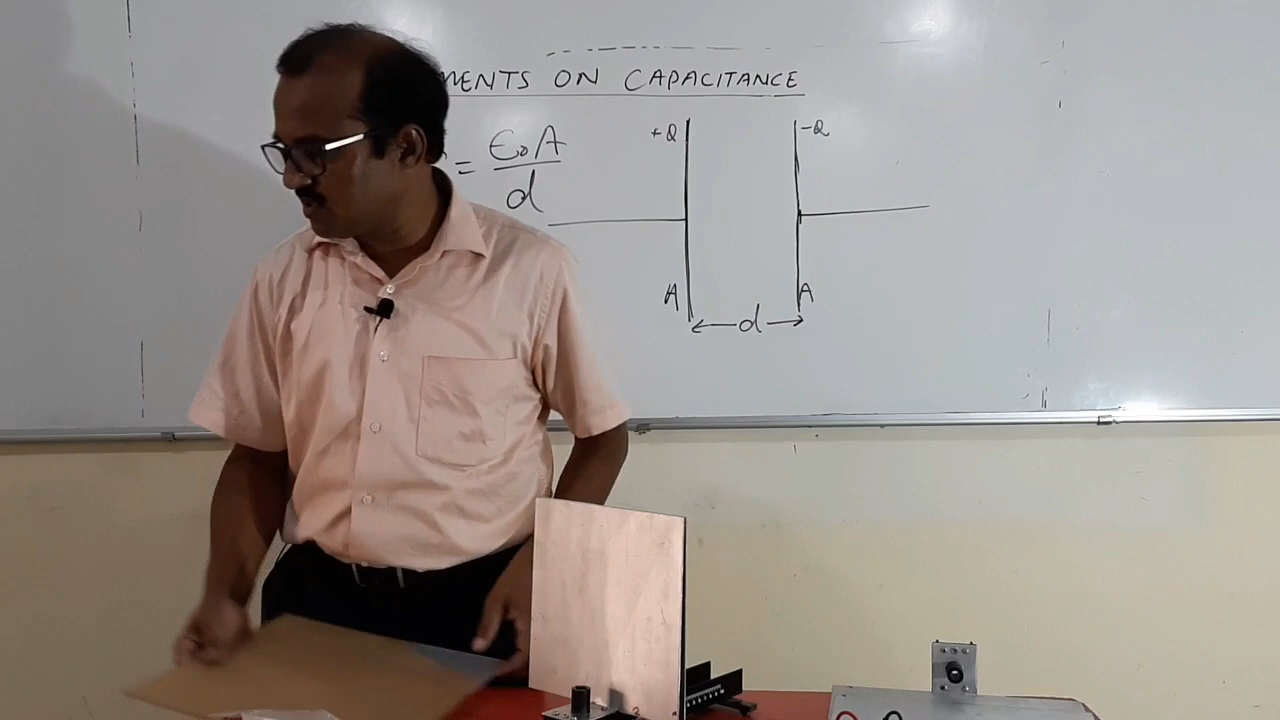 MENTS ON CAPACITANCE
= ε₀A
d
+Q
-Q
A
A
d